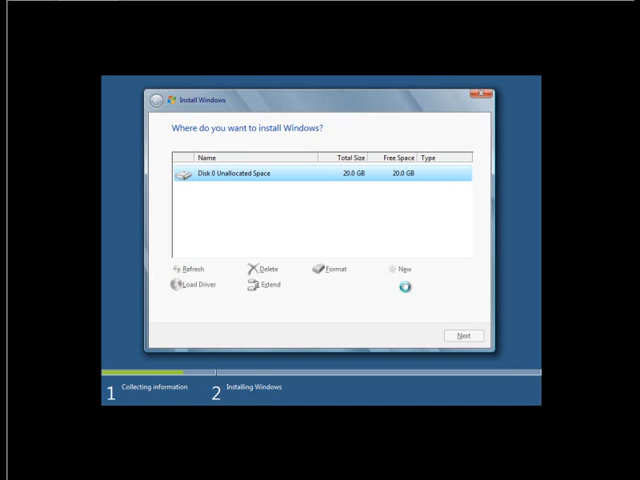 Install Windows
Where do you want to install Windows?
Name Total Size Free Space Type
Disk 0 Unallocated Space 20.0 GB 20.0 GB
Refresh Delete Format New
Load Driver Extend
Next
1 Collecting information 2 Installing Windows